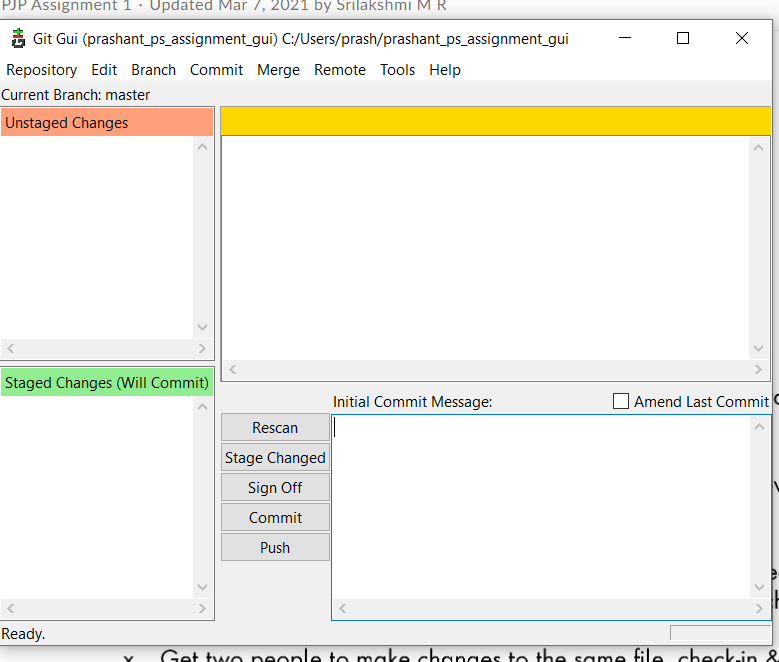 PJP Assignment 1 · Updated Mar 7, 2021 by Srilakshmi M R
Git Gui (prashant_ps_assignment_gui) C:/Users/prash/prashant_ps_assignment_gui
Repository Edit Branch Commit Merge Remote Tools Help
Current Branch: master
Unstaged Changes
Staged Changes (Will Commit)
Initial Commit Message:
Amend Last Commit
Rescan
Stage Changed
Sign Off
Commit
Push
Ready.
x Get two people to make changes to the same file, check-in &